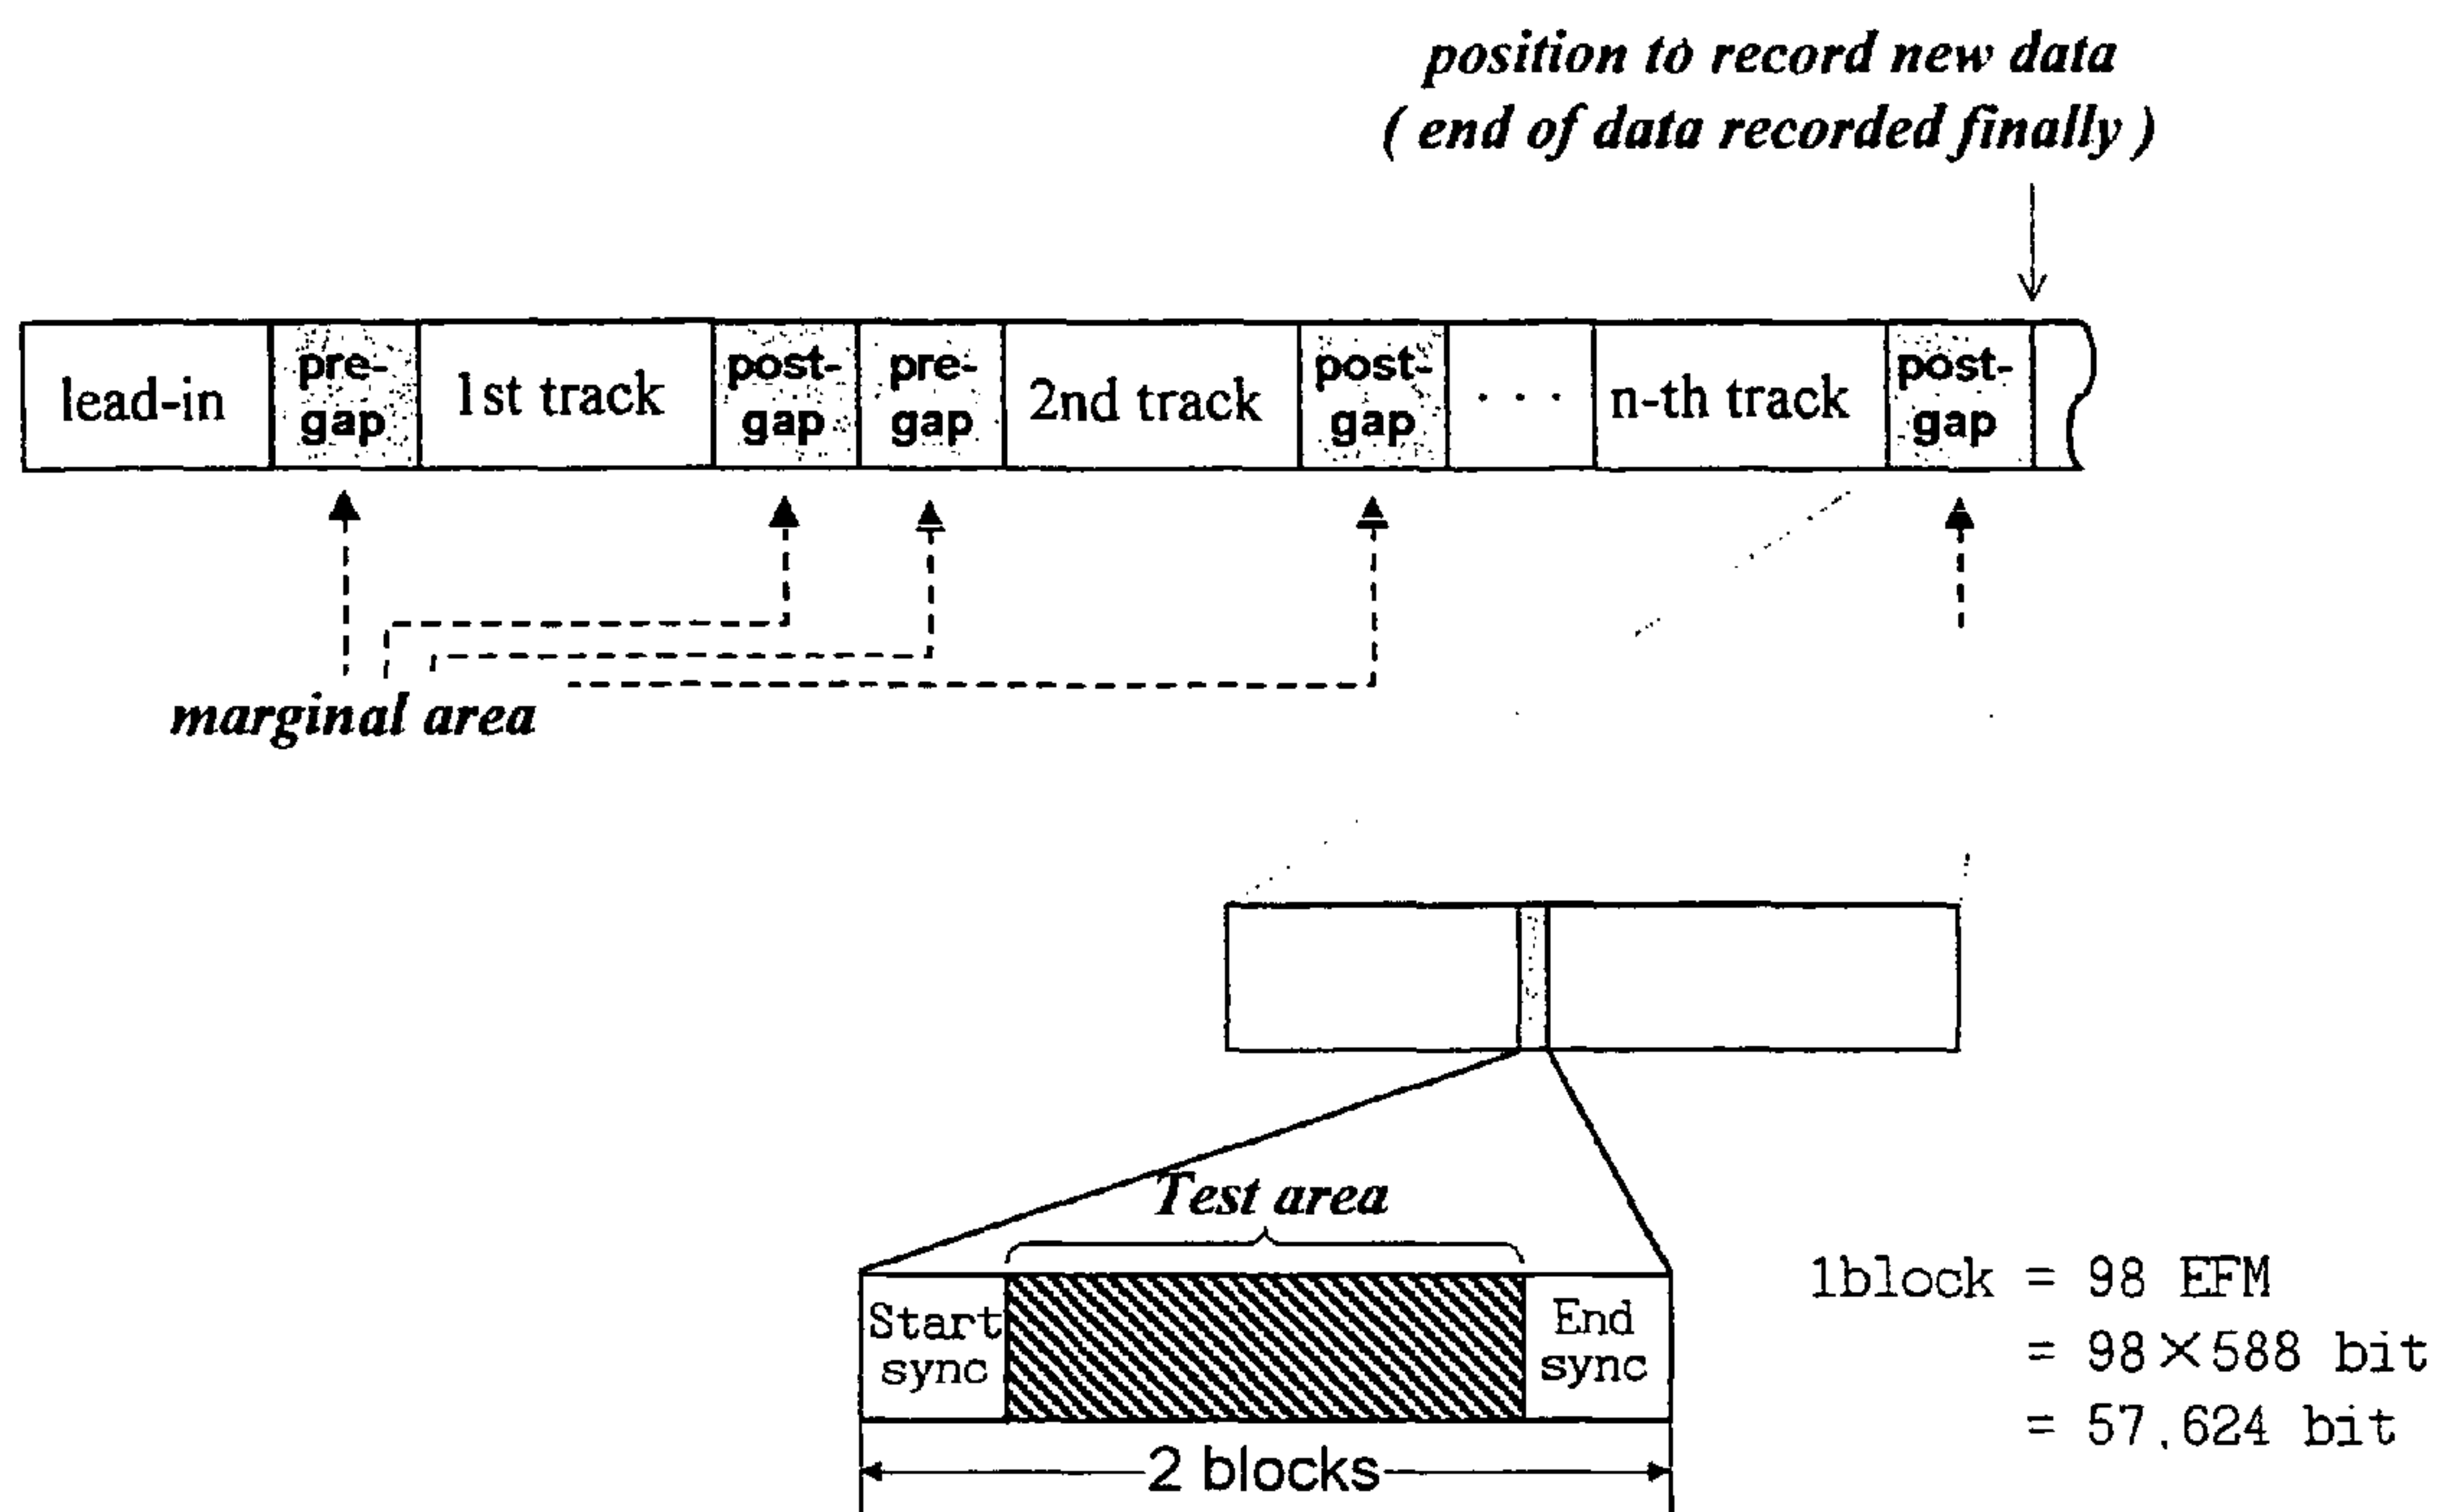 position to record new data
( end of data recorded finally )
lead-in
pre-
gap
1st track
post-
gap
pre-
gap
2nd track
post-
gap
. . .
n-th track
post-
gap
marginal area
Test area
Start
sync
End
sync
2 blocks
1block = 98 EFM
= 98×588 bit
= 57.624 bit